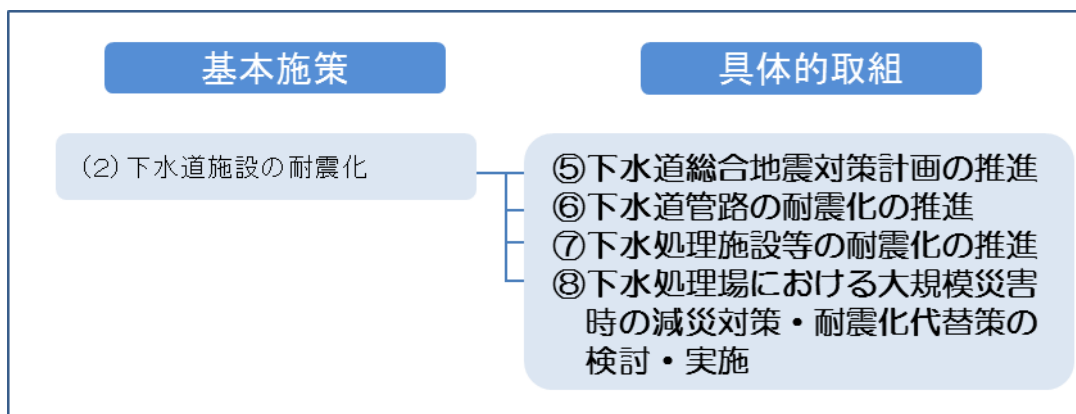 基本施策
具体的取組
(2)下水道施設の耐震化
⑤下水道総合地震対策計画の推進
⑥下水道管路の耐震化の推進
⑦下水処理施設等の耐震化の推進
⑧下水処理場における大規模災害
時の減災対策・耐震化代替策の
検討・実施